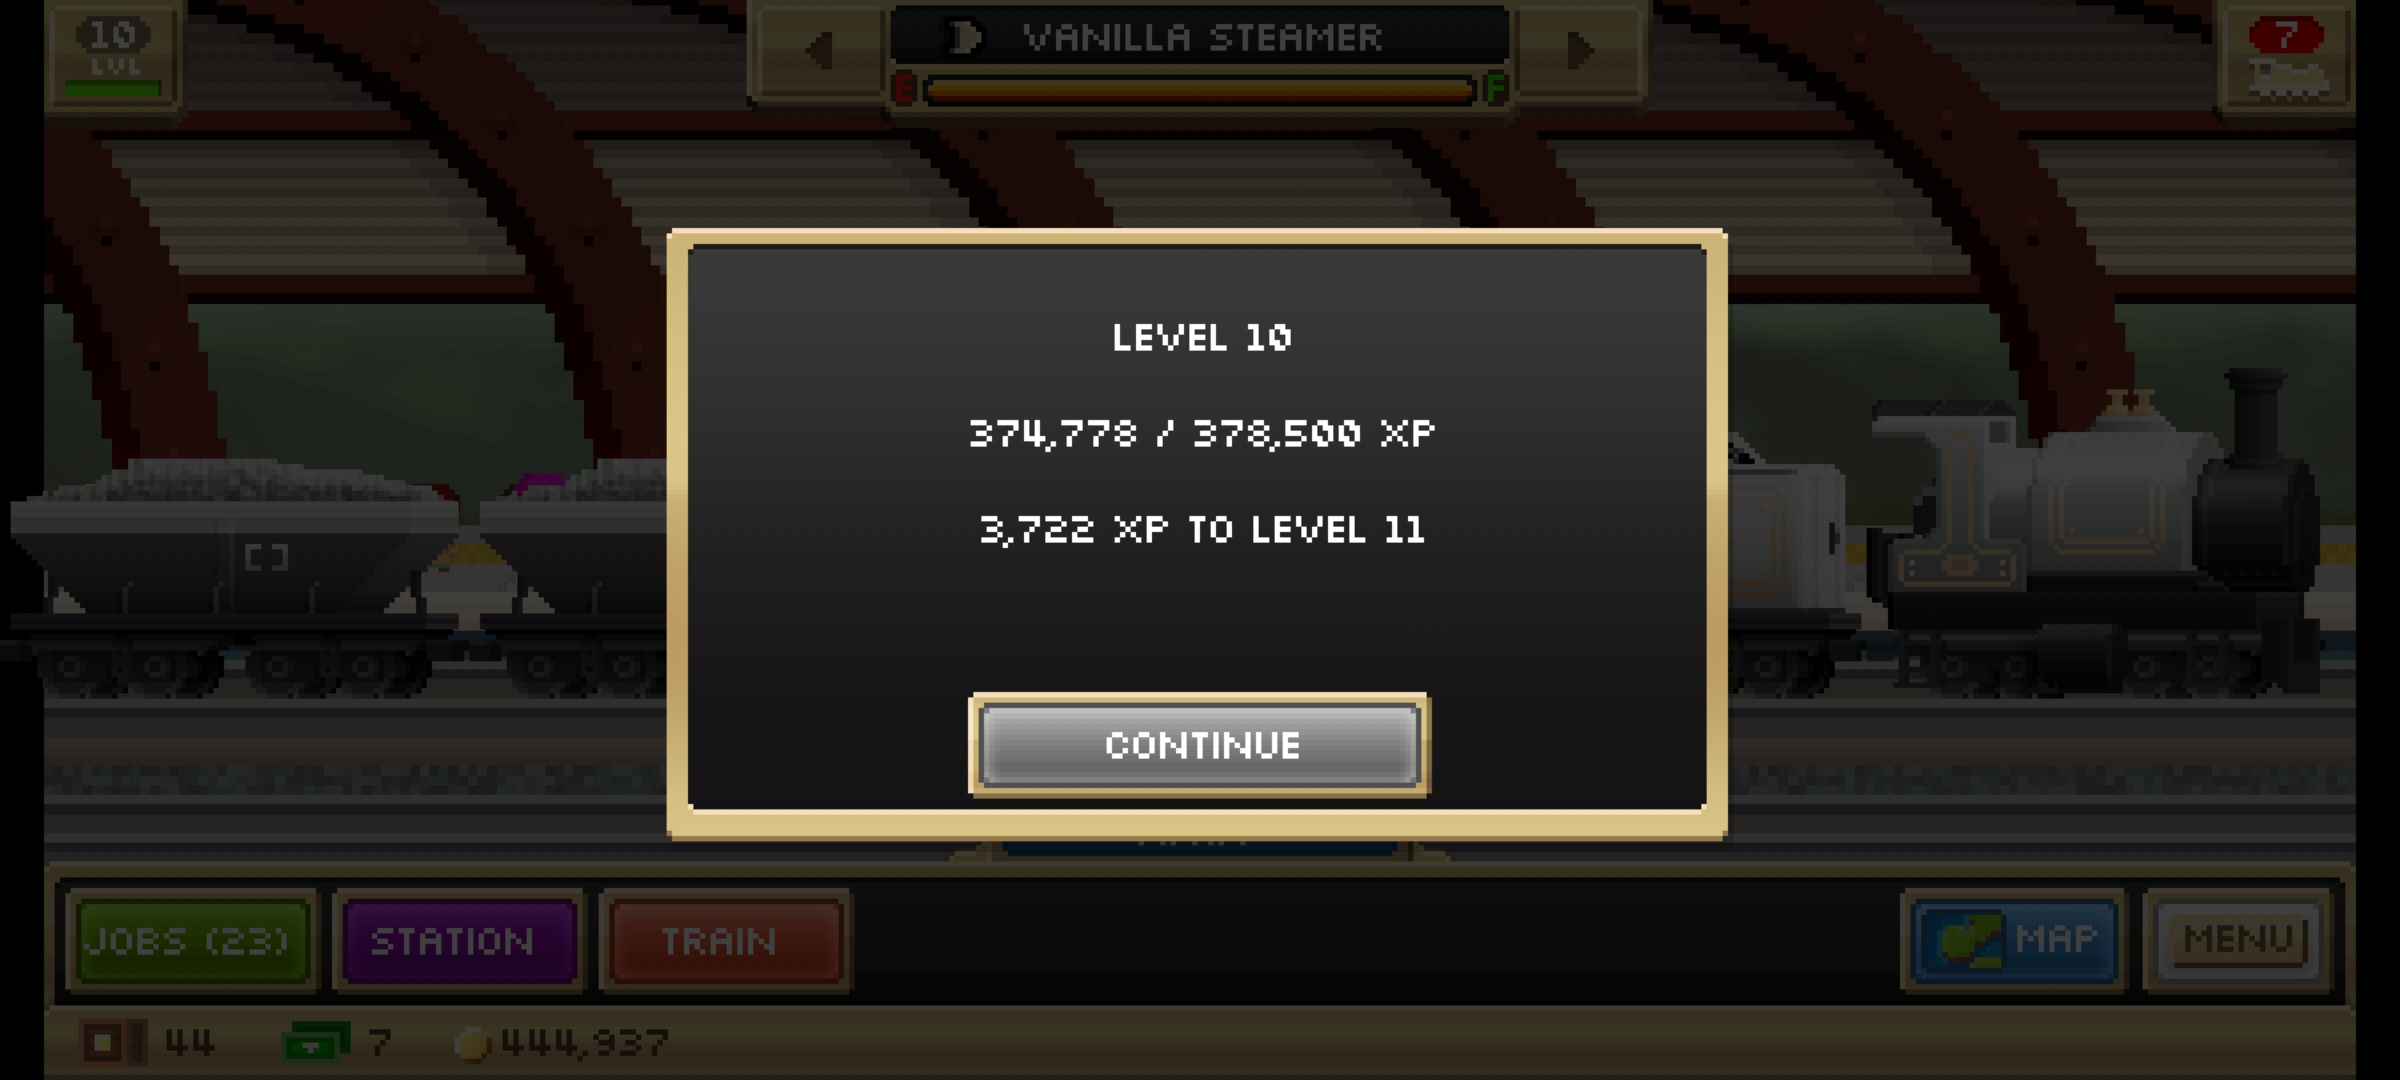 10
LVL
VANILLA STEAMER
E F
7
LEVEL 10
374,778 / 378,500 XP
3,722 XP TO LEVEL 11
CONTINUE
JOBS (23)
STATION
TRAIN
MAP
MENU
44
7
444,937